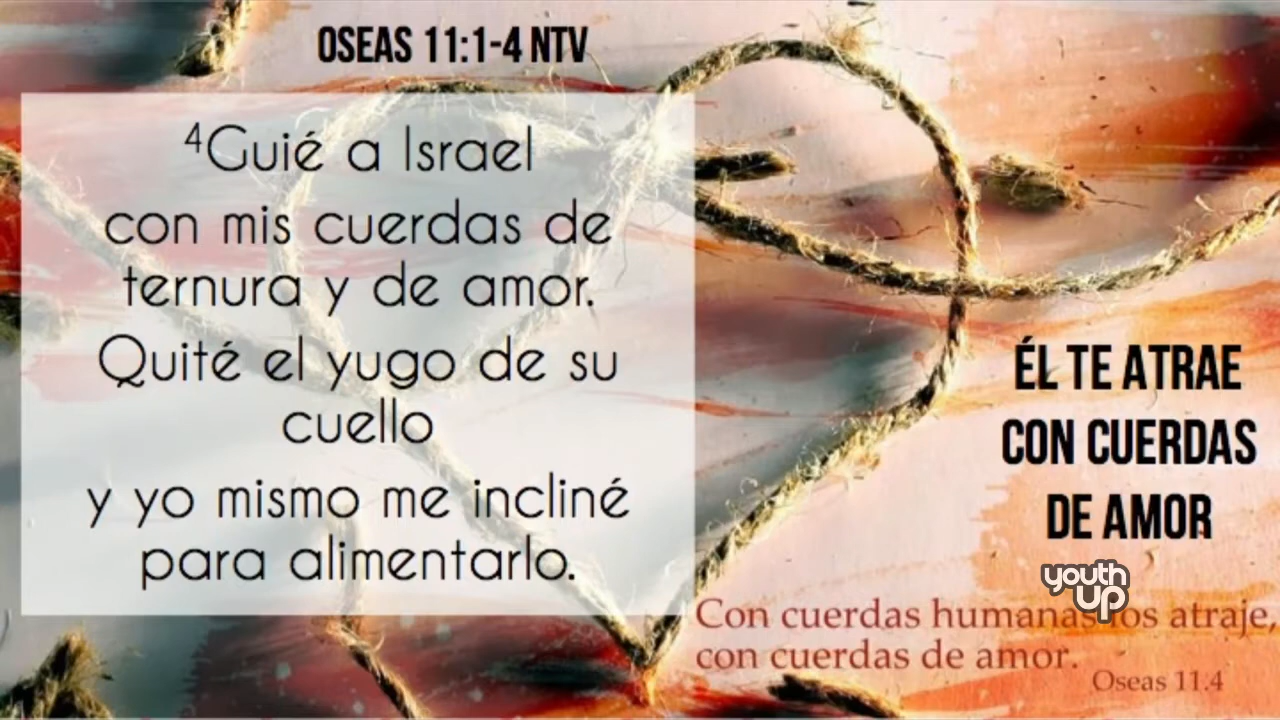 OSEAS 11:1-4 NTV
⁴Guié a Israel
con mis cuerdas de
ternura y de amor.
Quité el yugo de su
cuello
y yo mismo me incliné
para alimentarlo.
ÉL TE ATRAE
CON CUERDAS
DE AMOR
youth
up
Con cuerdas humanas los atraje,
con cuerdas de amor.
Oseas 11.4